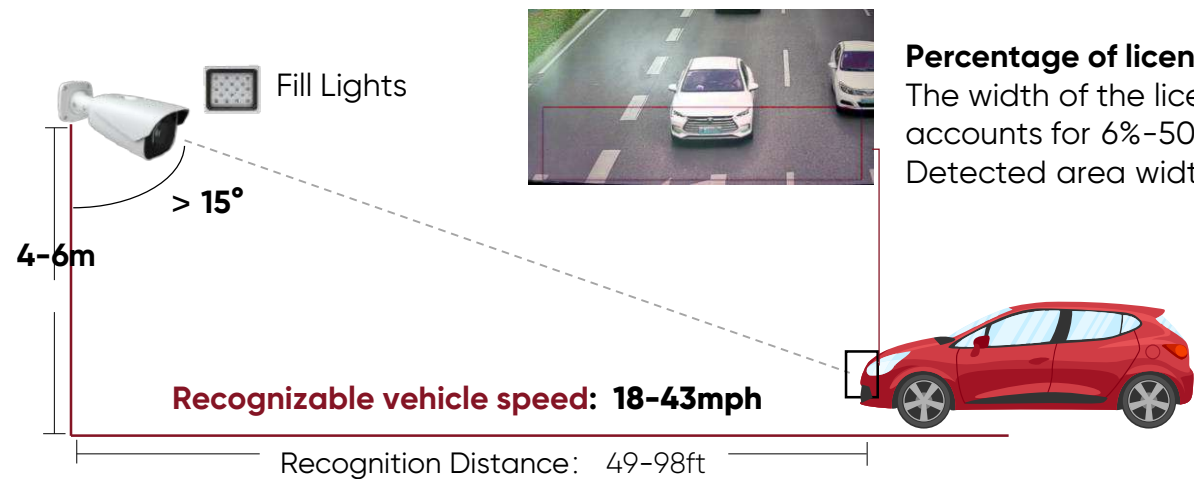 Fill Lights
> 15°
4-6m
Percentage of licen
The width of the lice
accounts for 6%-50
Detected area widt
Recognizable vehicle speed: 18-43mph
Recognition Distance: 49-98ft